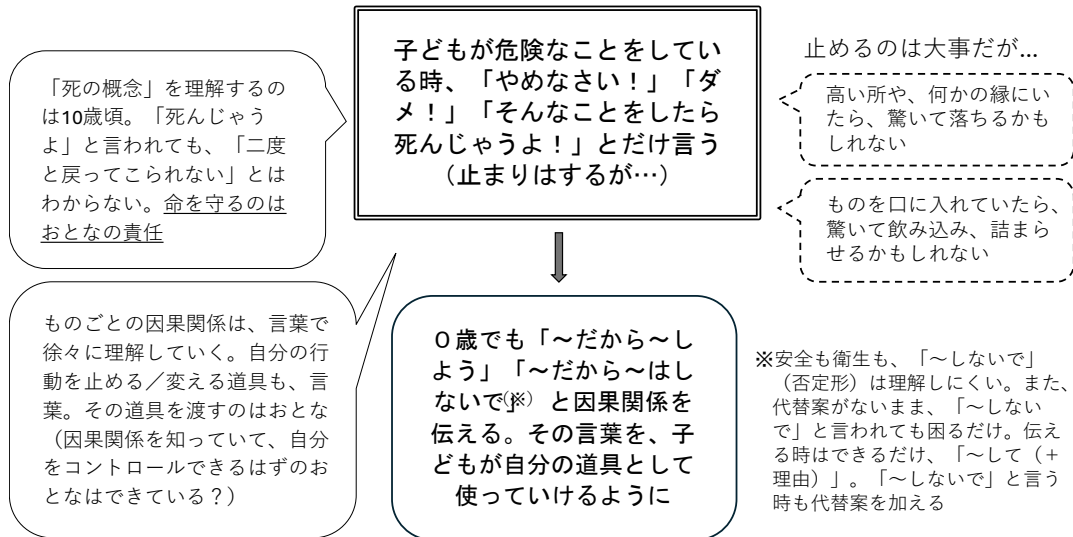 子どもが危険なことをしてい
る時、「やめなさい！」「ダ
メ！」「そんなことをしたら
死んじゃうよ！」とだけ言う
（止まりはするが…）
「死の概念」を理解するの
は10歳頃。「死んじゃう
よ」と言われても、「二度
と戻ってこられない」とは
わからない。命を守るのは
おとなの責任
止めるのは大事だが...
高い所や、何かの縁にい
たら、驚いて落ちるかも
しれない
ものを口に入れていたら、
驚いて飲み込み、詰まら
せるかもしれない
ものごとの因果関係は、言葉で
徐々に理解していく。自分の行
動を止める／変える道具も、言
葉。その道具を渡すのはおとな
（因果関係を知っていて、自分
をコントロールできるはずのお
となはできている？）
０歳でも「～だから～し
よう」「～だから～はし
ないで」(※) と因果関係を
伝える。その言葉を、子
どもが自分の道具として
使っていけるように
※安全も衛生も、「～しないで」
（否定形）は理解しにくい。また、
代替案がないまま、「～しない
で」と言われても困るだけ。伝え
る時はできるだけ、「～して（＋
理由）」。「～しないで」と言う
時も代替案を加える